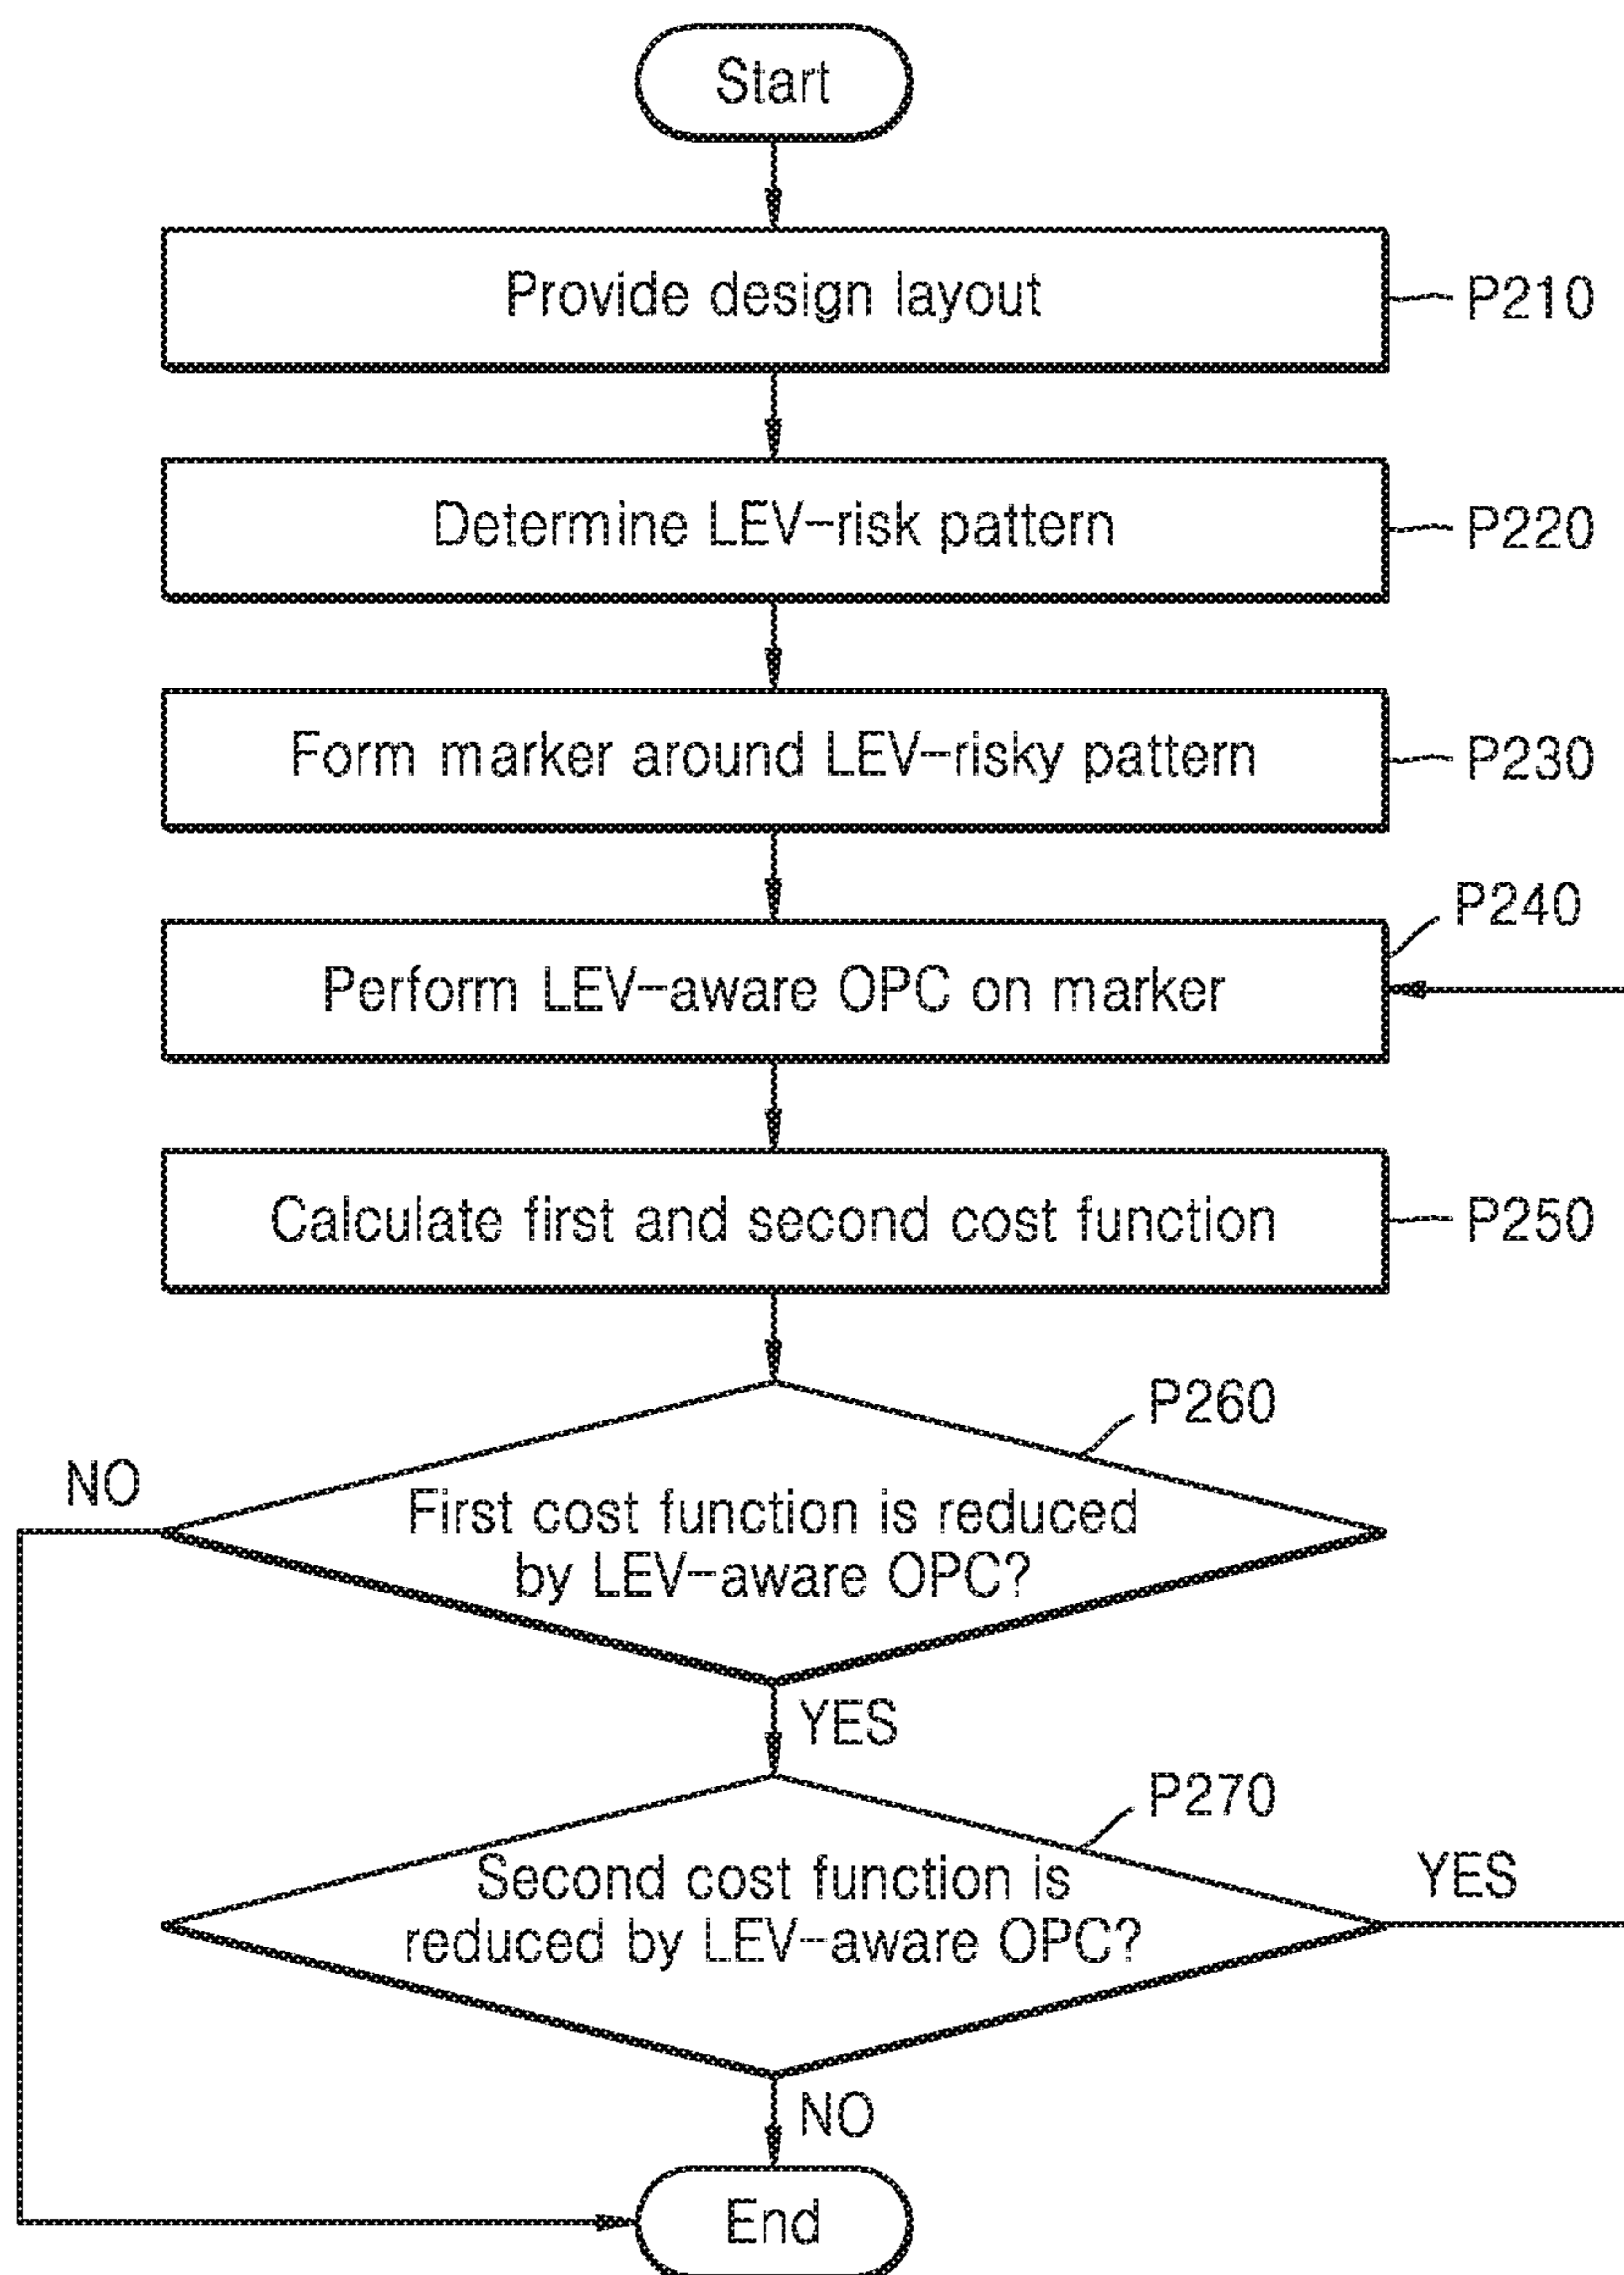 Start
Provide design layout
P210
Determine LEV-risk pattern
P220
Form marker around LEV-risky pattern
P230
P240
Perform LEV-aware OPC on marker
Calculate first and second cost function
P250
P260
NO
First cost function is reduced
by LEV-aware OPC?
YES
P270
Second cost function is
reduced by LEV-aware OPC?
YES
NO
End